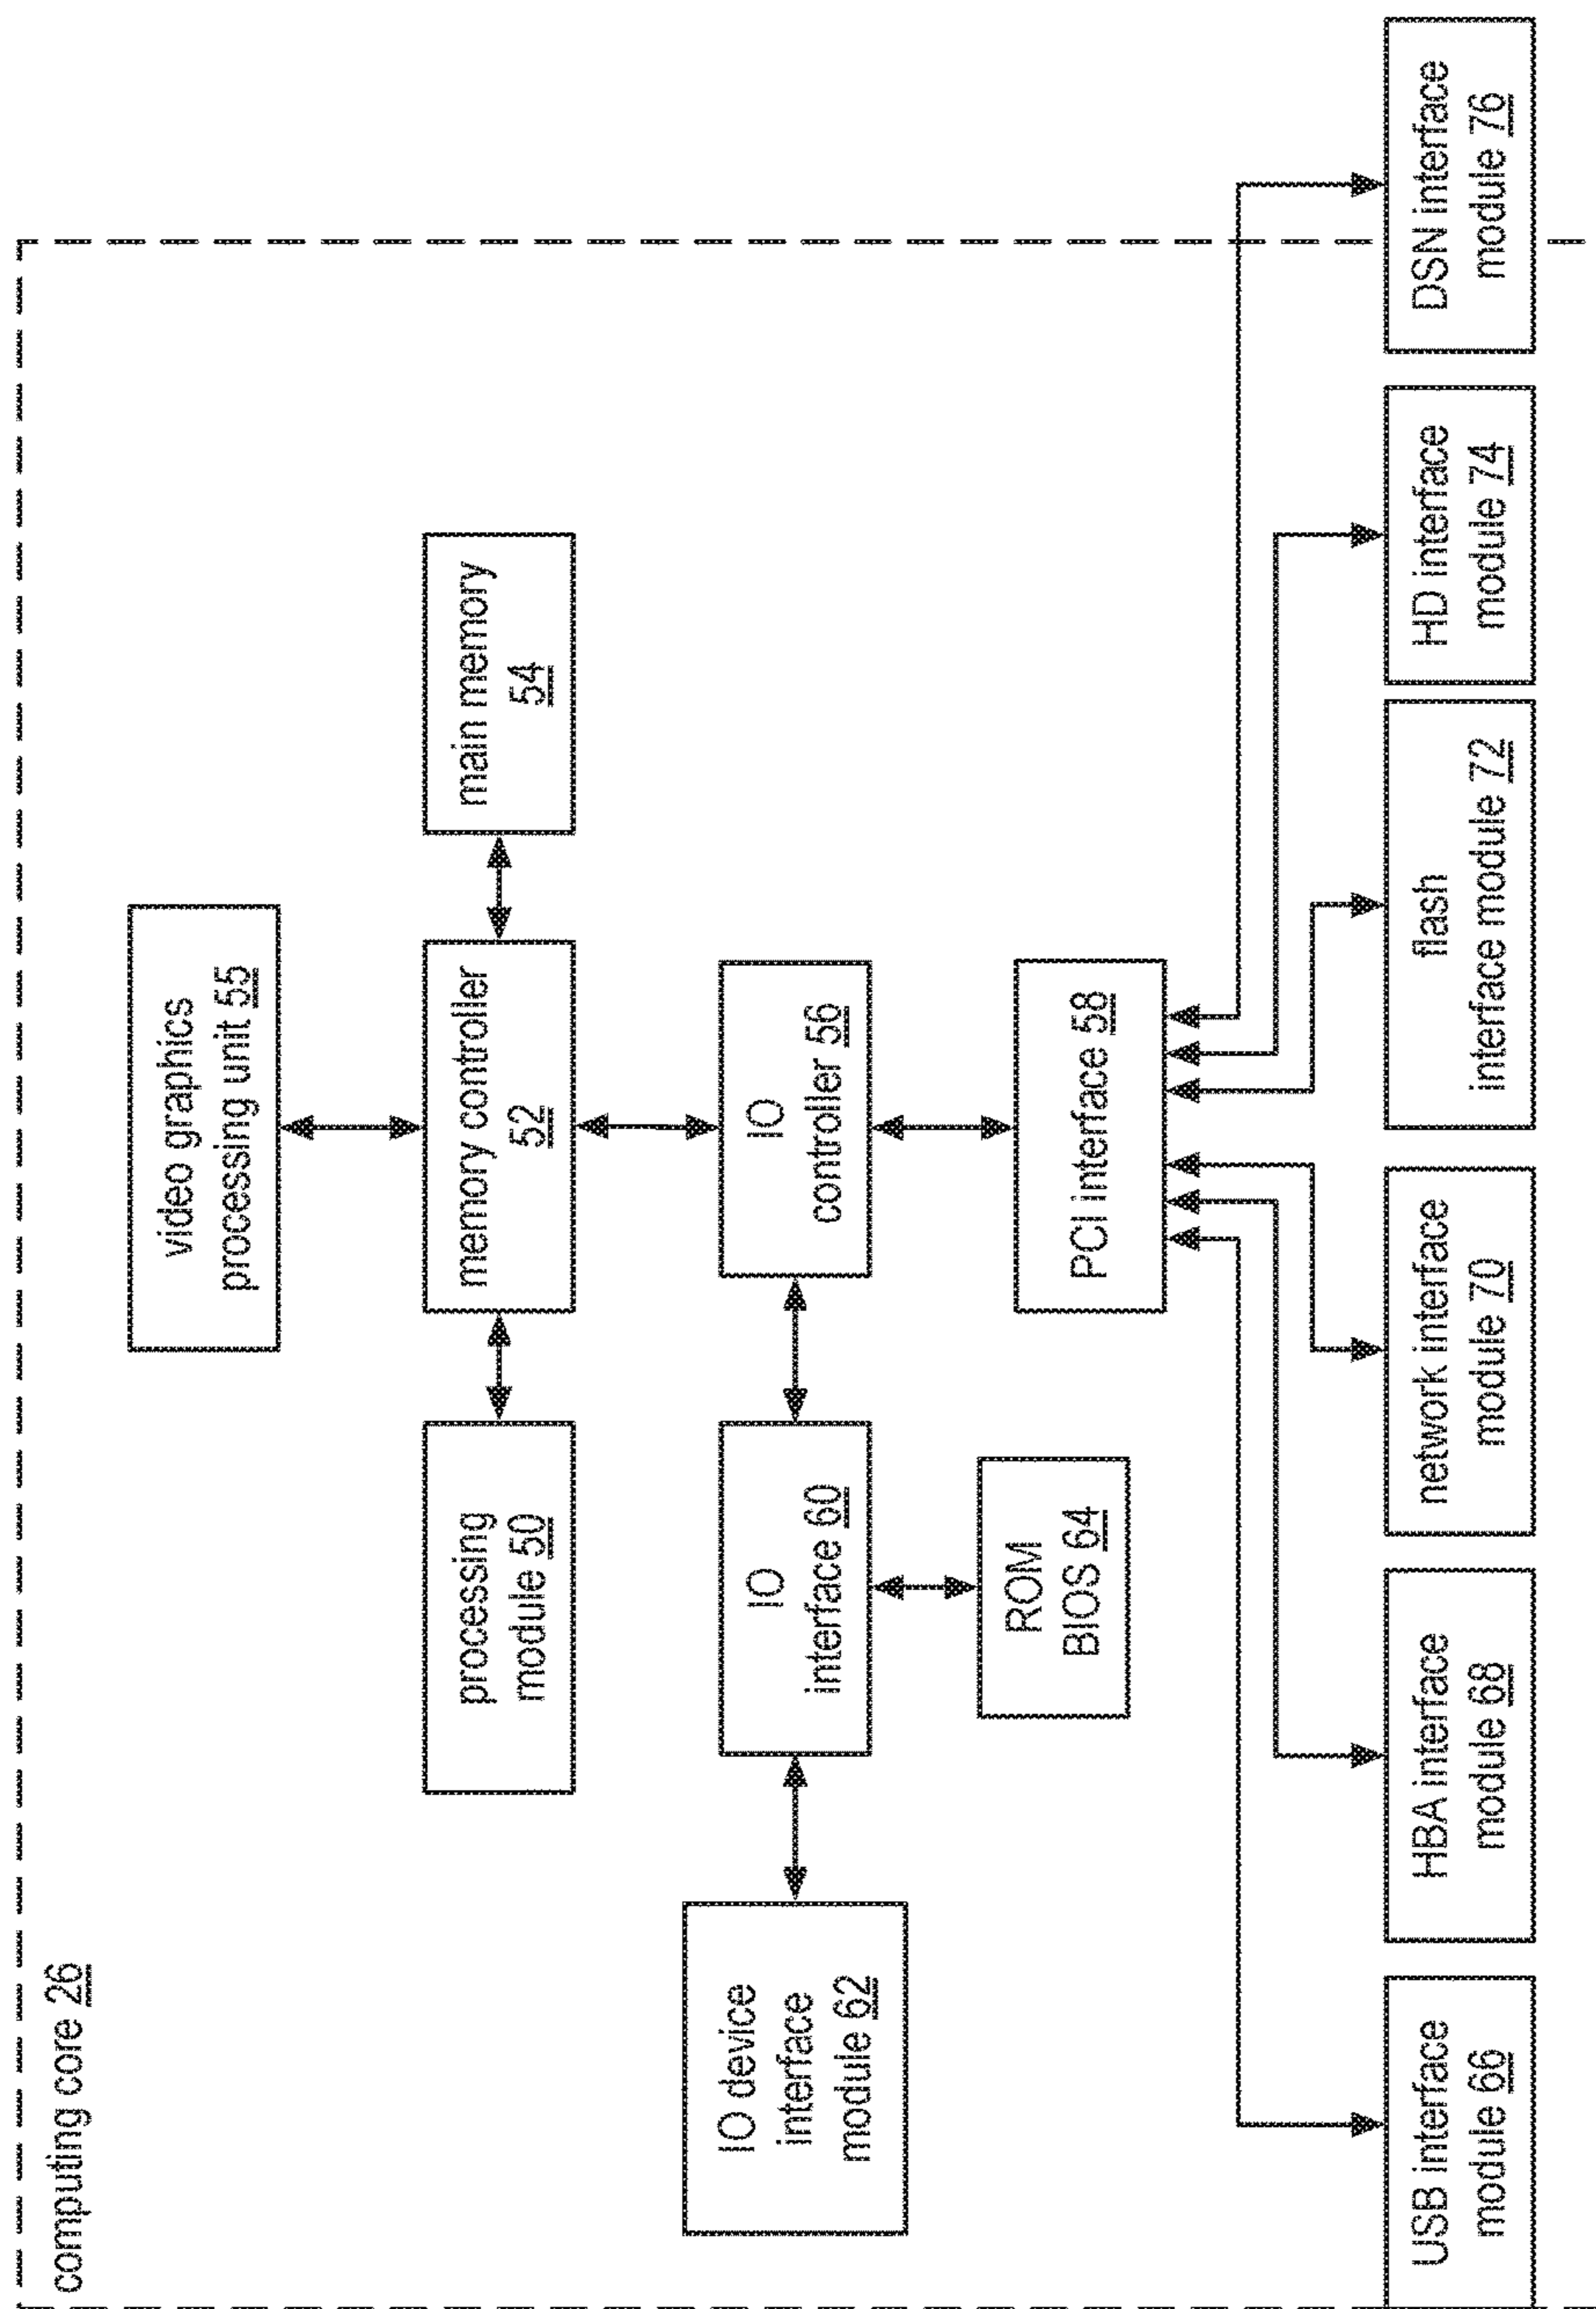 computing core 26
video graphics
processing unit 55
processing
module 50
memory controller
52
main memory
54
IO device
interface
module 62
IO
interface 60
IO
controller 56
ROM
BIOS 64
PCI interface 58
USB interface
module 66
HBA interface
module 68
network interface
module 70
flash
interface module 72
HD interface
module 74
DSN interface
module 76